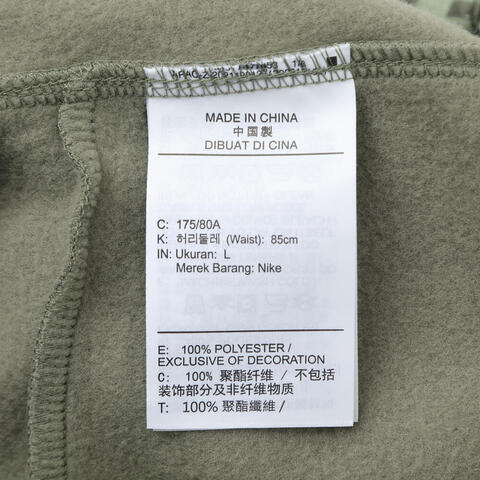 MADE IN CHINA
中国製
DIBUAT DI CINA
C: 175/80A
K: 허리둘레 (Waist): 85cm
IN: Ukuran: L
Merek Barang: Nike
E: 100% POLYESTER /
EXCLUSIVE OF DECORATION
C: 100% 聚酯纤维 / 不包括
装饰部分及非纤维物质
T: 100% 聚酯纖維 /